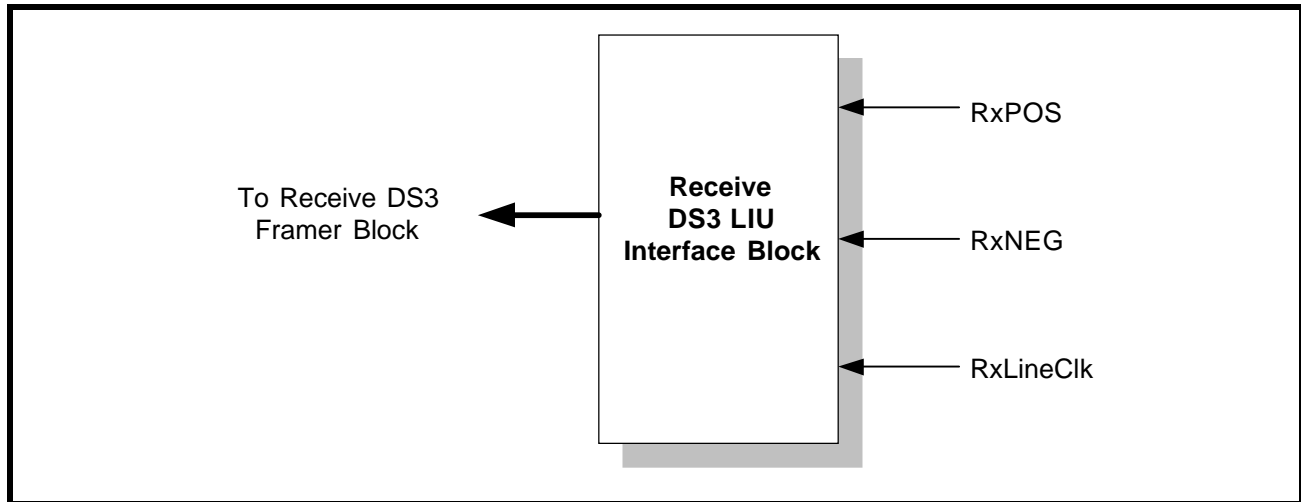 To Receive DS3
Framer Block
Receive
DS3 LIU
Interface Block
RxPOS
RxNEG
RxLineClk